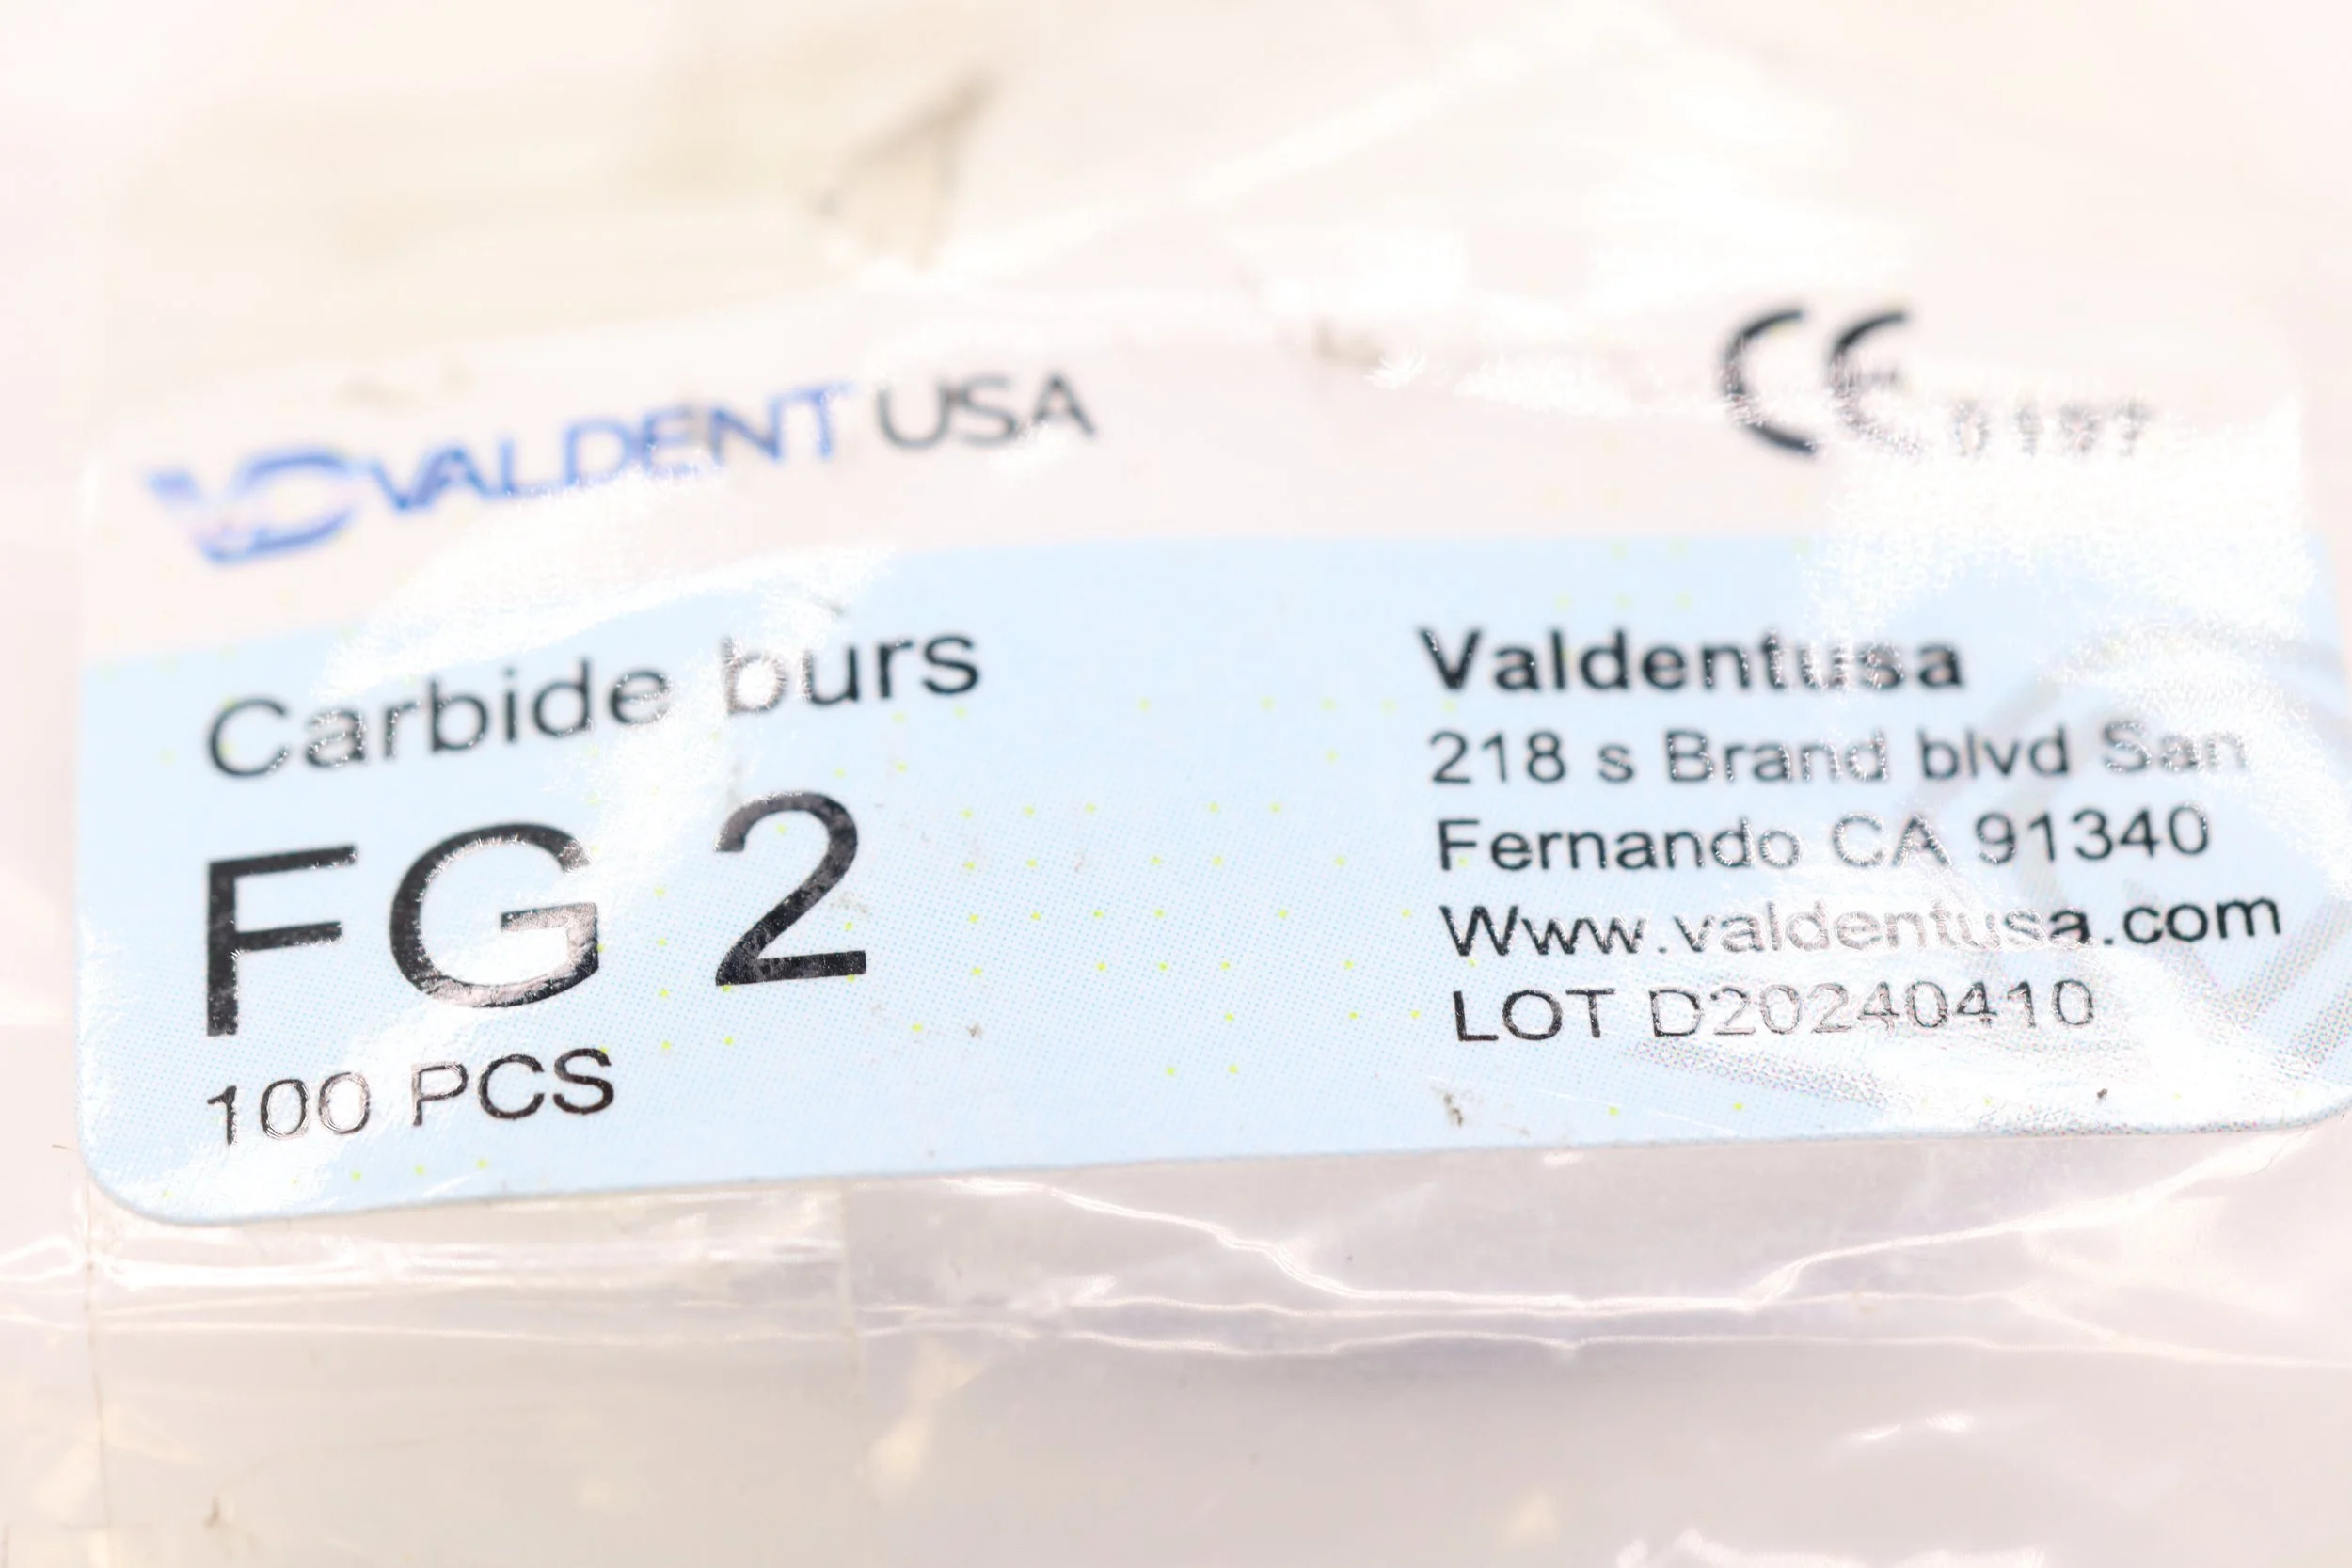 VALDENT USA
CE 0197
Carbide burs
FG 2
100 PCS
Valdentusa
218 s Brand blvd San
Fernando CA 91340
Www.valdentusa.com
LOT D20240410